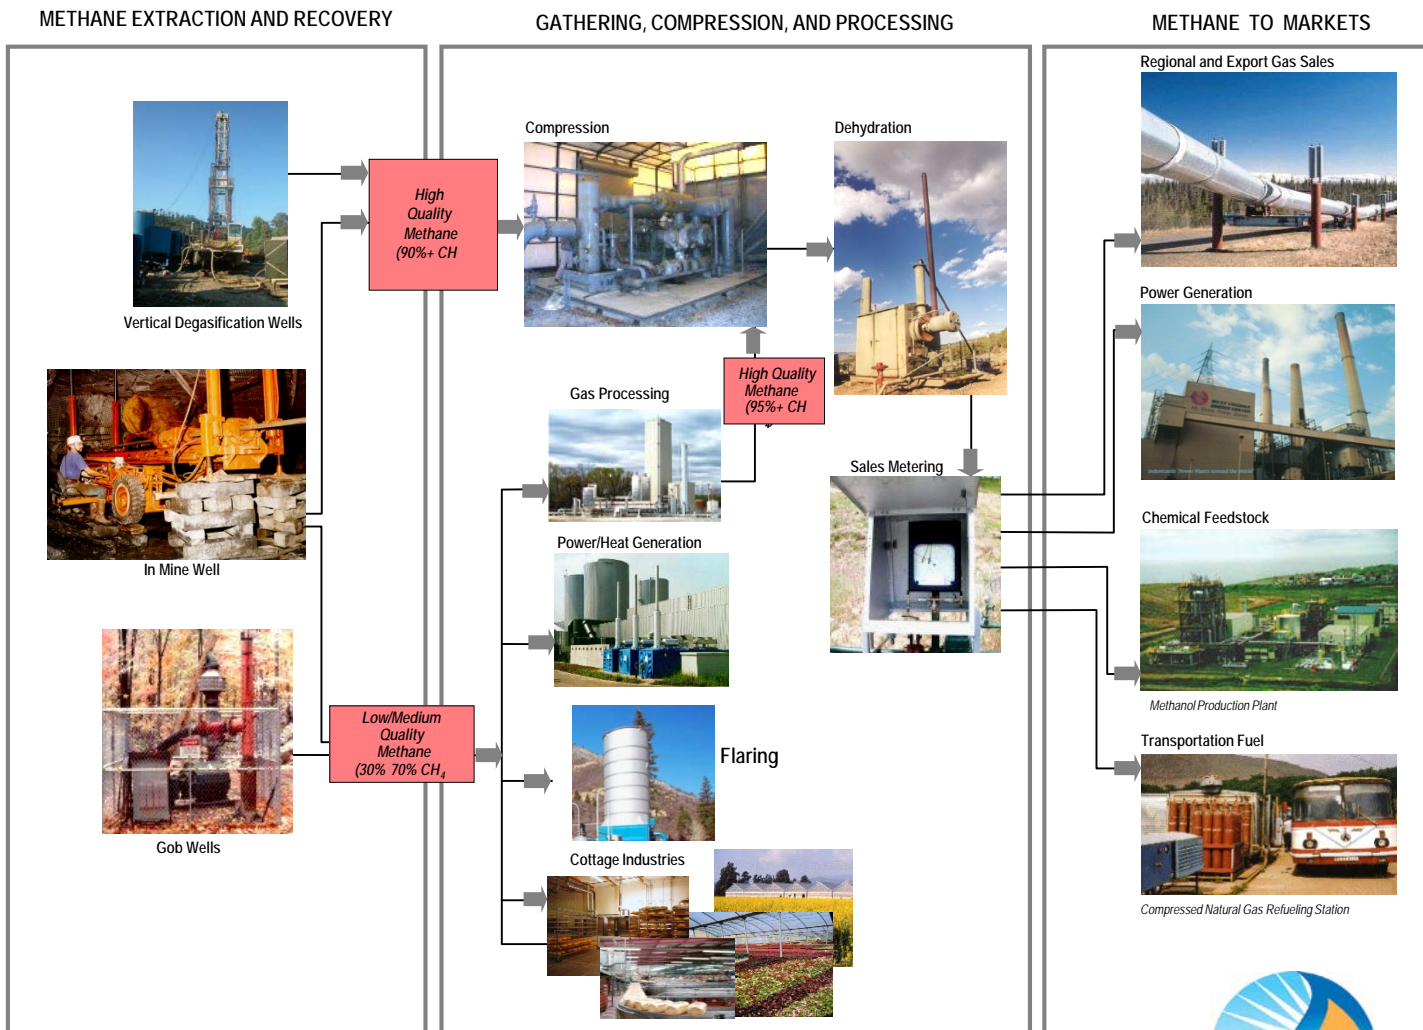 METHANE EXTRACTION AND RECOVERY
GATHERING, COMPRESSION, AND PROCESSING
METHANE TO MARKETS
Vertical Degasification Wells
In Mine Well
Gob Wells
High
Quality
Methane
(90%+ CH
Low/Medium
Quality
Methane
(30% 70% CH4
Compression
Dehydration
Gas Processing
High Quality
Methane
(95%+ CH
Power/Heat Generation
Sales Metering
Flaring
Cottage Industries
Regional and Export Gas Sales
Power Generation
Chemical Feedstock
Methanol Production Plant
Transportation Fuel
Compressed Natural Gas Refueling Station